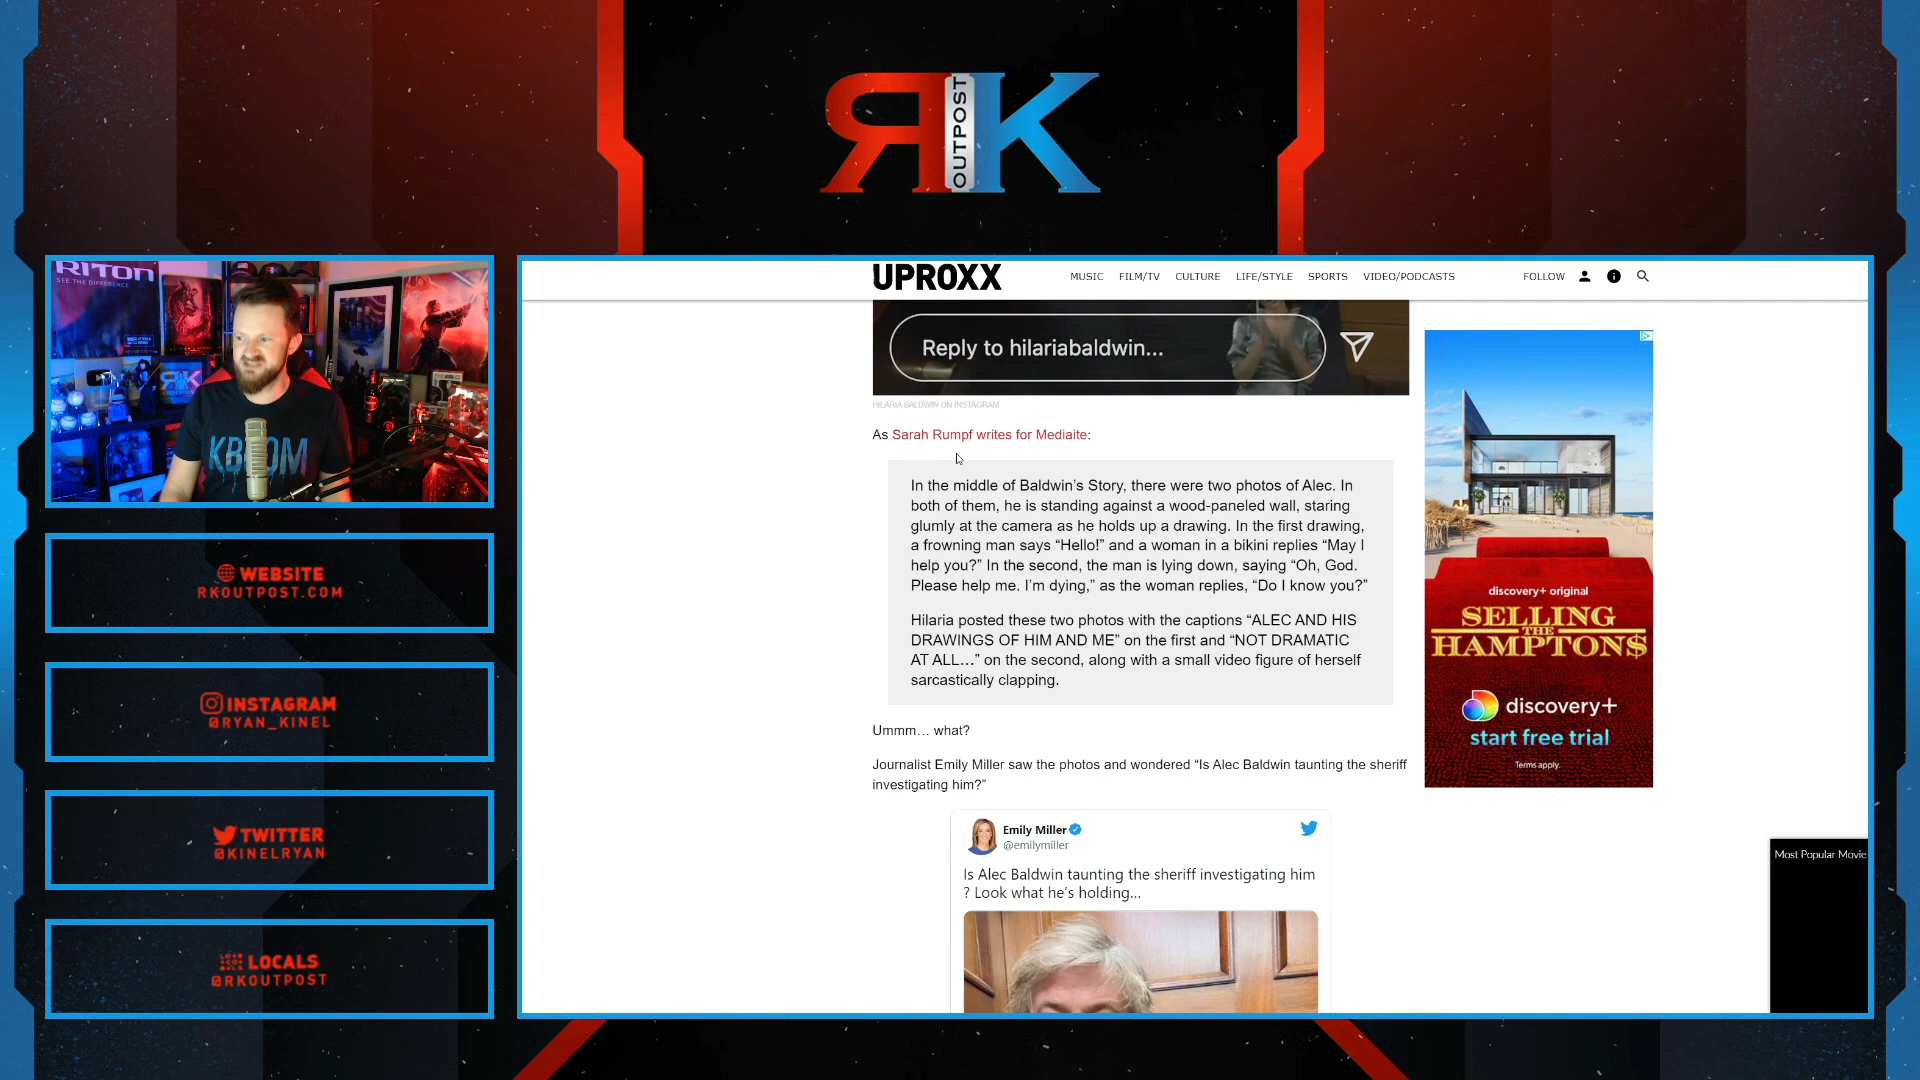 RK
OUTPOST
RITON
SEE THE DIFFERENCE
RK
KBOOM
WEBSITE
RKOUTPOST.COM
INSTAGRAM
@RYAN_KINEL
TWITTER
@KINELRYAN
LOCALS
@RKOUTPOST
UPROXX
MUSIC FILM/TV CULTURE LIFE/STYLE SPORTS VIDEO/PODCASTS FOLLOW
Reply to hilariabaldwin...
HILARIA BALDWIN ON INSTAGRAM
As Sarah Rumpf writes for Mediaite:
In the middle of Baldwin’s Story, there were two photos of Alec. In
both of them, he is standing against a wood-paneled wall, staring
glumly at the camera as he holds up a drawing. In the first drawing,
a frowning man says “Hello!” and a woman in a bikini replies “May I
help you?” In the second, the man is lying down, saying “Oh, God.
Please help me. I’m dying,” as the woman replies, “Do I know you?”
Hilaria posted these two photos with the captions “ALEC AND HIS
DRAWINGS OF HIM AND ME” on the first and “NOT DRAMATIC
AT ALL…” on the second, along with a small video figure of herself
sarcastically clapping.
Ummm… what?
Journalist Emily Miller saw the photos and wondered “Is Alec Baldwin taunting the sheriff
investigating him?”
Emily Miller
@emilymiller
Is Alec Baldwin taunting the sheriff investigating him
? Look what he’s holding...
discovery+ original
SELLING
THE
HAMPTON$
discovery+
start free trial
Terms apply.
Most Popular Movie